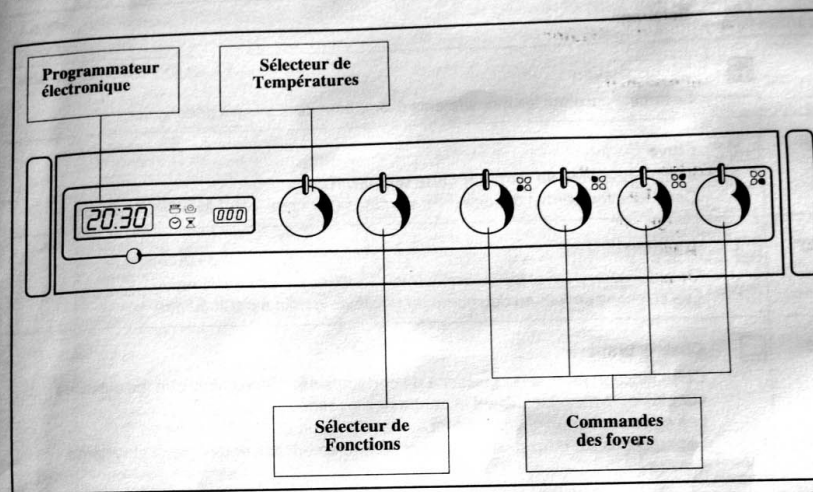 Programmateur
électronique
Sélecteur de
Températures
20:30
000
Sélecteur de
Fonctions
Commandes
des foyers